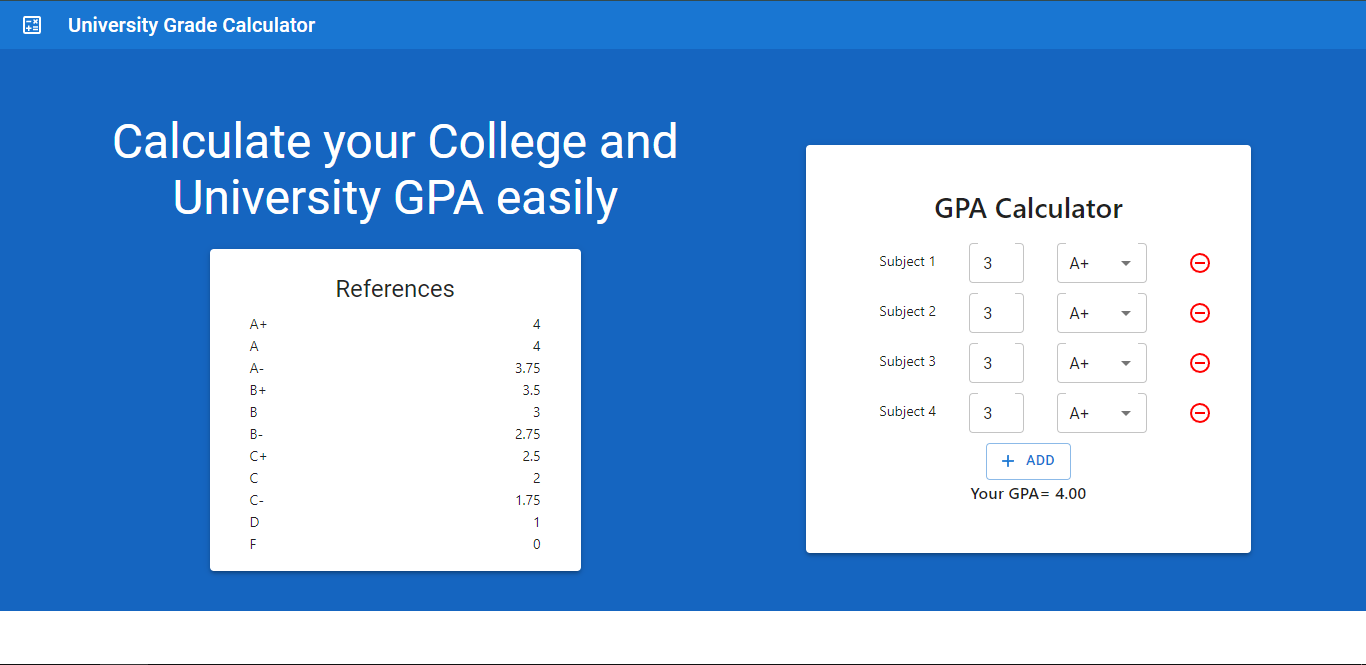 University Grade Calculator
Calculate your College and
University GPA easily
References
A+ 4
A 4
A- 3.75
B+ 3.5
B 3
B- 2.75
C+ 2.5
C 2
C- 1.75
D 1
F 0
GPA Calculator
Subject 1 3 A+
Subject 2 3 A+
Subject 3 3 A+
Subject 4 3 A+
+ ADD
Your GPA= 4.00